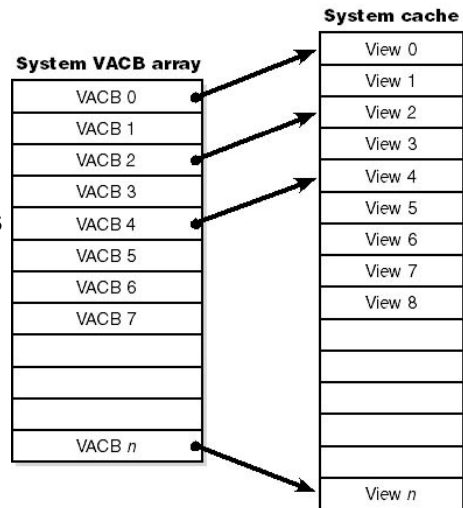 System VACB array
VACB 0
VACB 1
VACB 2
VACB 3
VACB 4
VACB 5
VACB 6
VACB 7
VACB n
System cache
View 0
View 1
View 2
View 3
View 4
View 5
View 6
View 7
View 8
View n